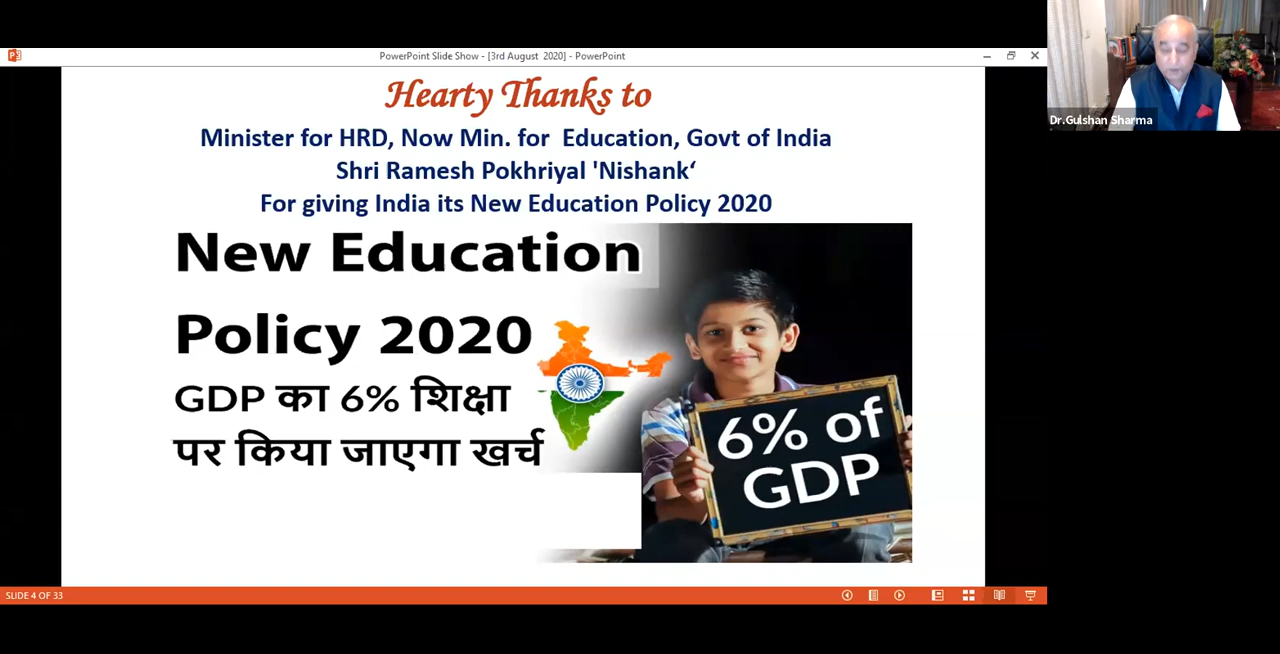 PowerPoint Slide Show - [3rd August  2020] - PowerPoint
Hearty Thanks to
Minister for HRD, Now Min. for  Education, Govt of India
Shri Ramesh Pokhriyal 'Nishank‘
For giving India its New Education Policy 2020
New Education
Policy 2020
GDP का 6% शिक्षा
पर किया जाएगा खर्च
6% of
GDP
Dr.Gulshan Sharma
SLIDE 4 OF 33